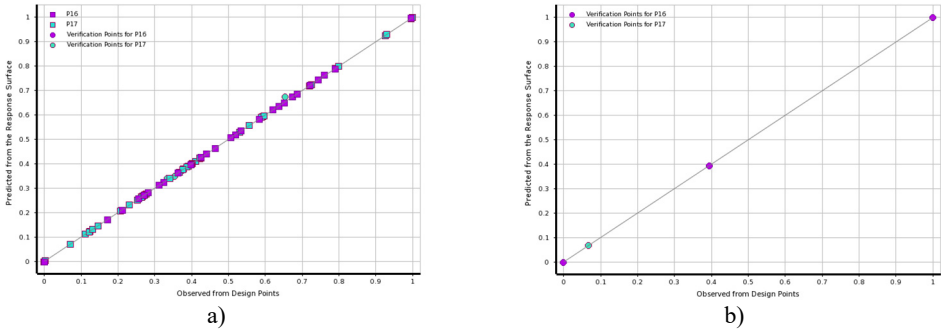 P16
P17
Verification Points for P16
Verification Points for P17
1
0.9
0.8
0.7
0.6
0.5
0.4
0.3
0.2
0.1
0
Predicted from the Response Surface
0 0.1 0.2 0.3 0.4 0.5 0.6 0.7 0.8 0.9 1
Observed from Design Points
a)
Verification Points for P16
Verification Points for P17
1
0.9
0.8
0.7
0.6
0.5
0.4
0.3
0.2
0.1
0
Predicted from the Response Surface
0 0.1 0.2 0.3 0.4 0.5 0.6 0.7 0.8 0.9 1
Observed from Design Points
b)